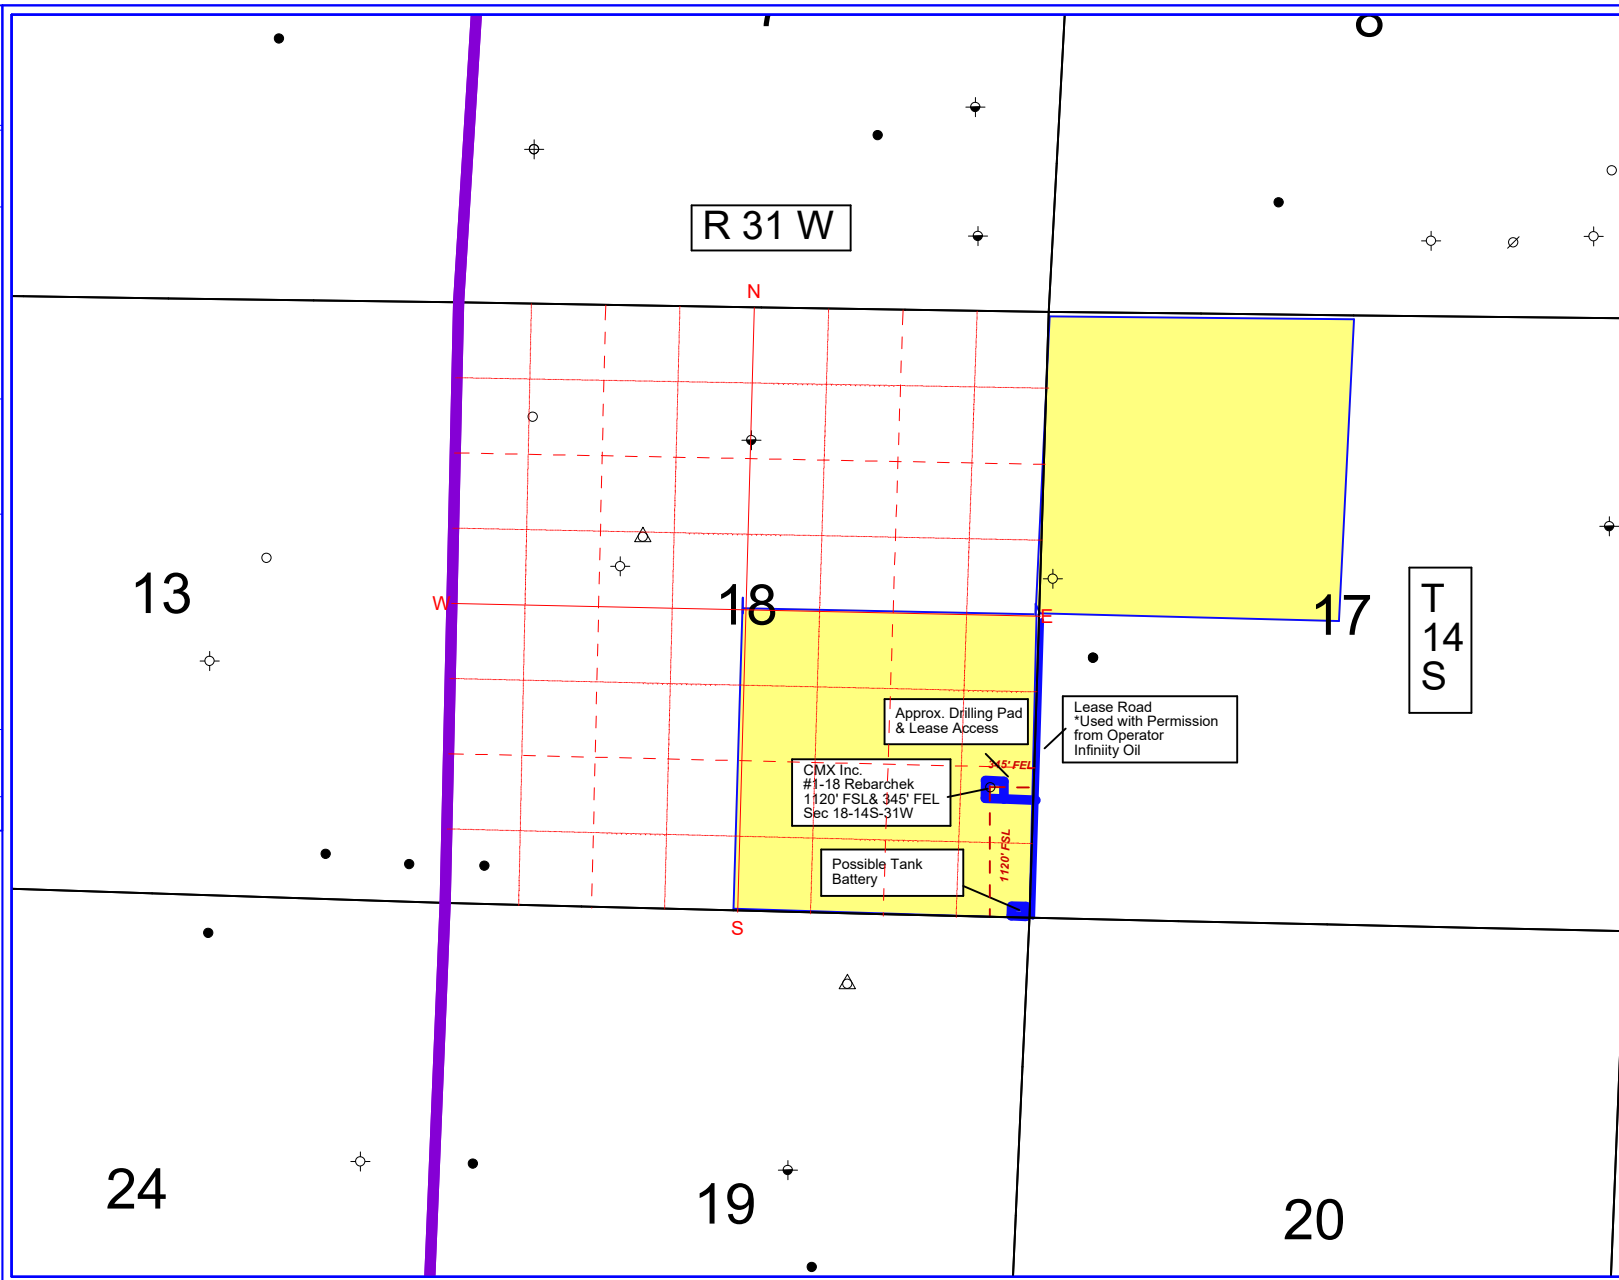 R 31 W
N
13
W
18
E
17
T
14
S
Approx. Drilling Pad
& Lease Access
Lease Road
*Used with Permission
from Operator
Infiniity Oil
345' FEL
CMX Inc.
#1-18 Rebarchek
1120' FSL& 345' FEL
Sec 18-14S-31W
1120' FSL
Possible Tank
Battery
S
24
19
20